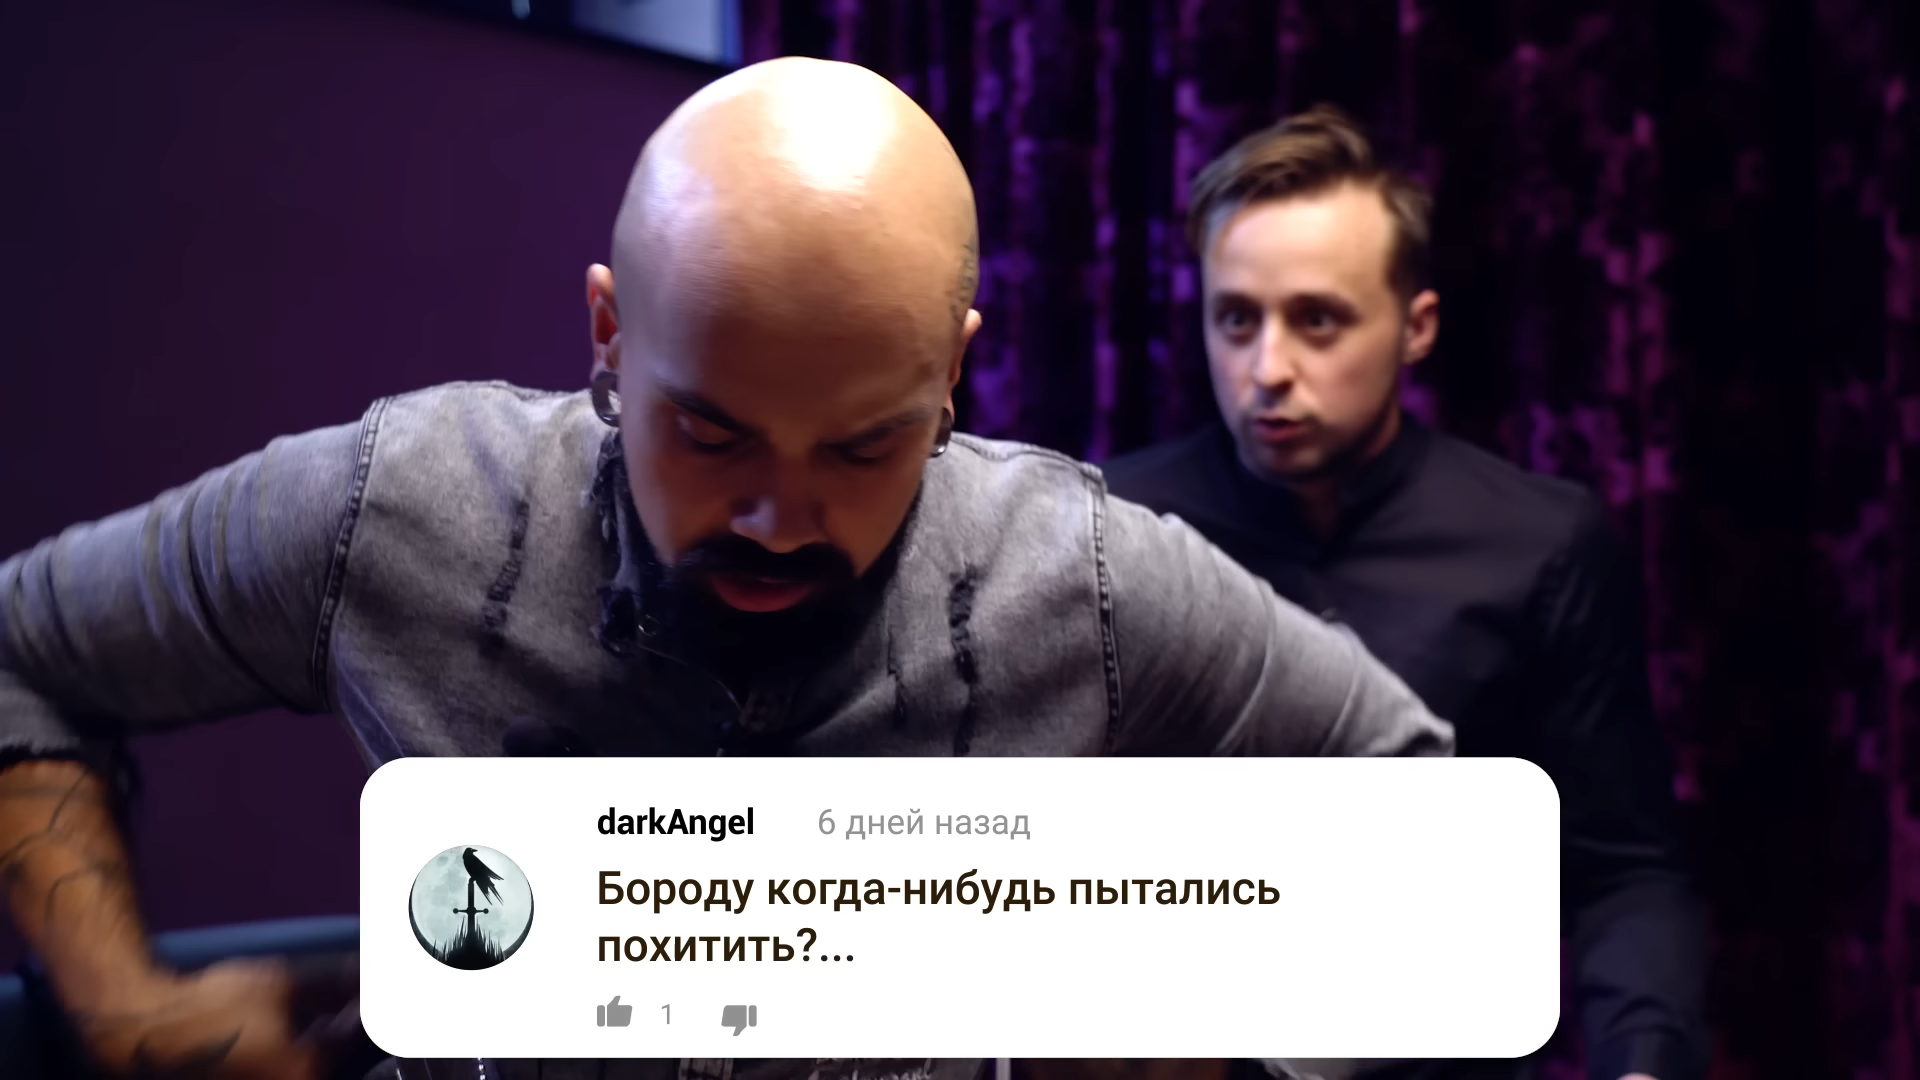 darkAngel 6 дней назад
Бороду когда-нибудь пытались
похитить?...
1